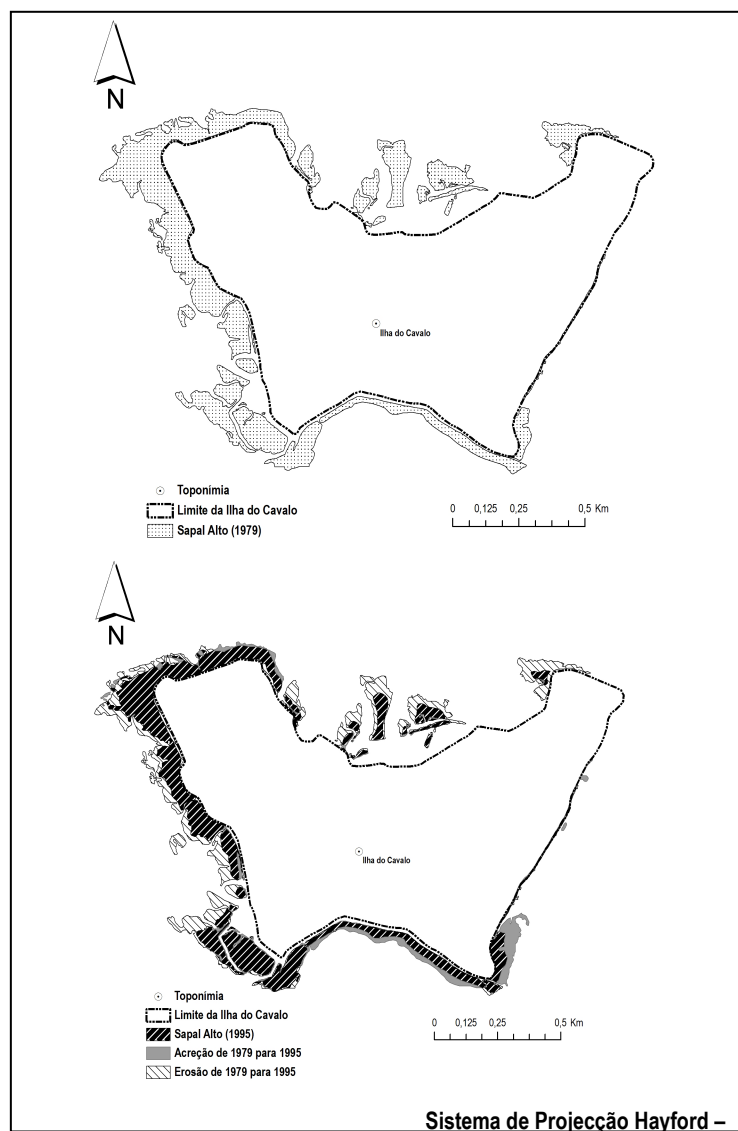 N
Ilha do Cavalo
Toponímia
Limite da Ilha do Cavalo
Sapal Alto (1979)
0 0,125 0,25 0,5 Km
N
Ilha do Cavalo
Toponímia
Limite da Ilha do Cavalo
Sapal Alto (1995)
Acreção de 1979 para 1995
Erosão de 1979 para 1995
0 0,125 0,25 0,5 Km
Sistema de Projecção Hayford –